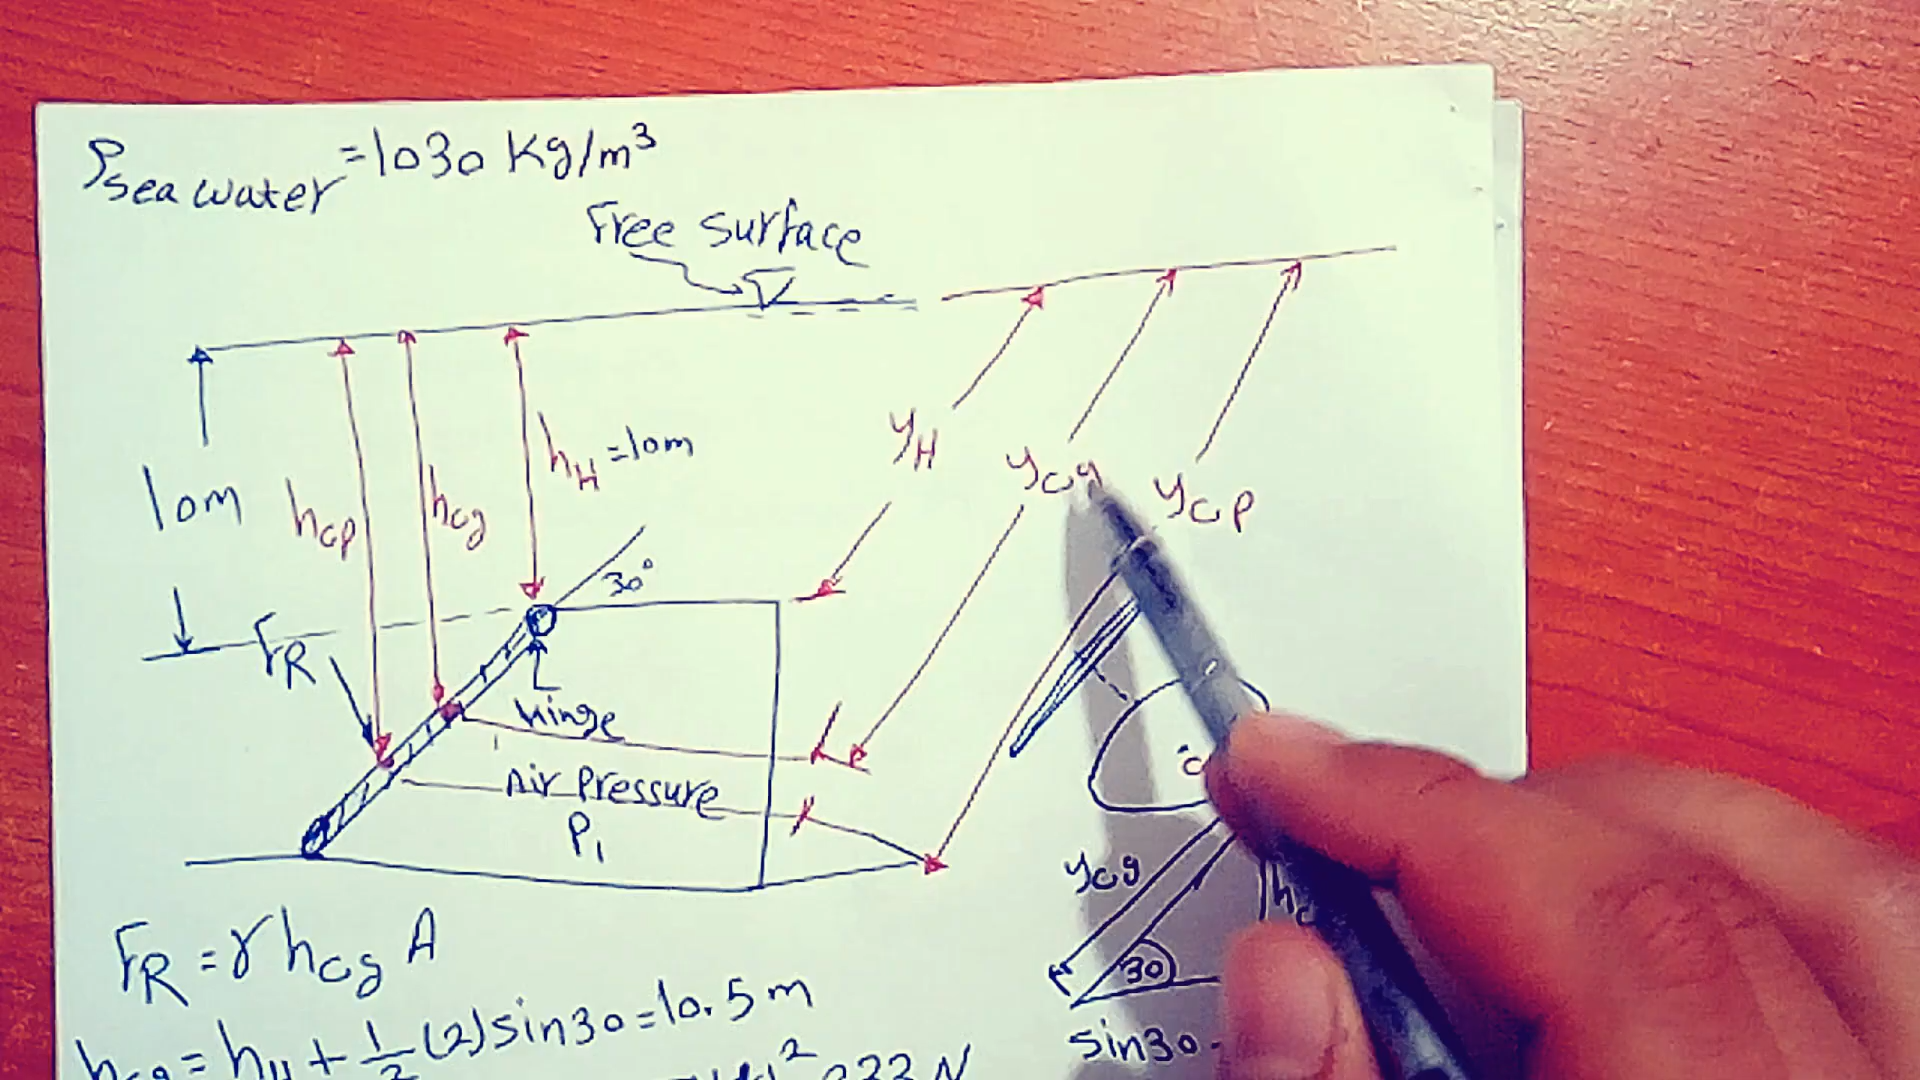 ρsea water = 1030 Kg/m³
Free surface
10m
hcp
hcg
hH = 10m
yH
ycg
ycp
30°
FR
hinge
Air Pressure
P1
ycg
30
FR = γ hcg A
hcg = hH + 1/2 (2) sin30 = 10.5 m
sin30
N